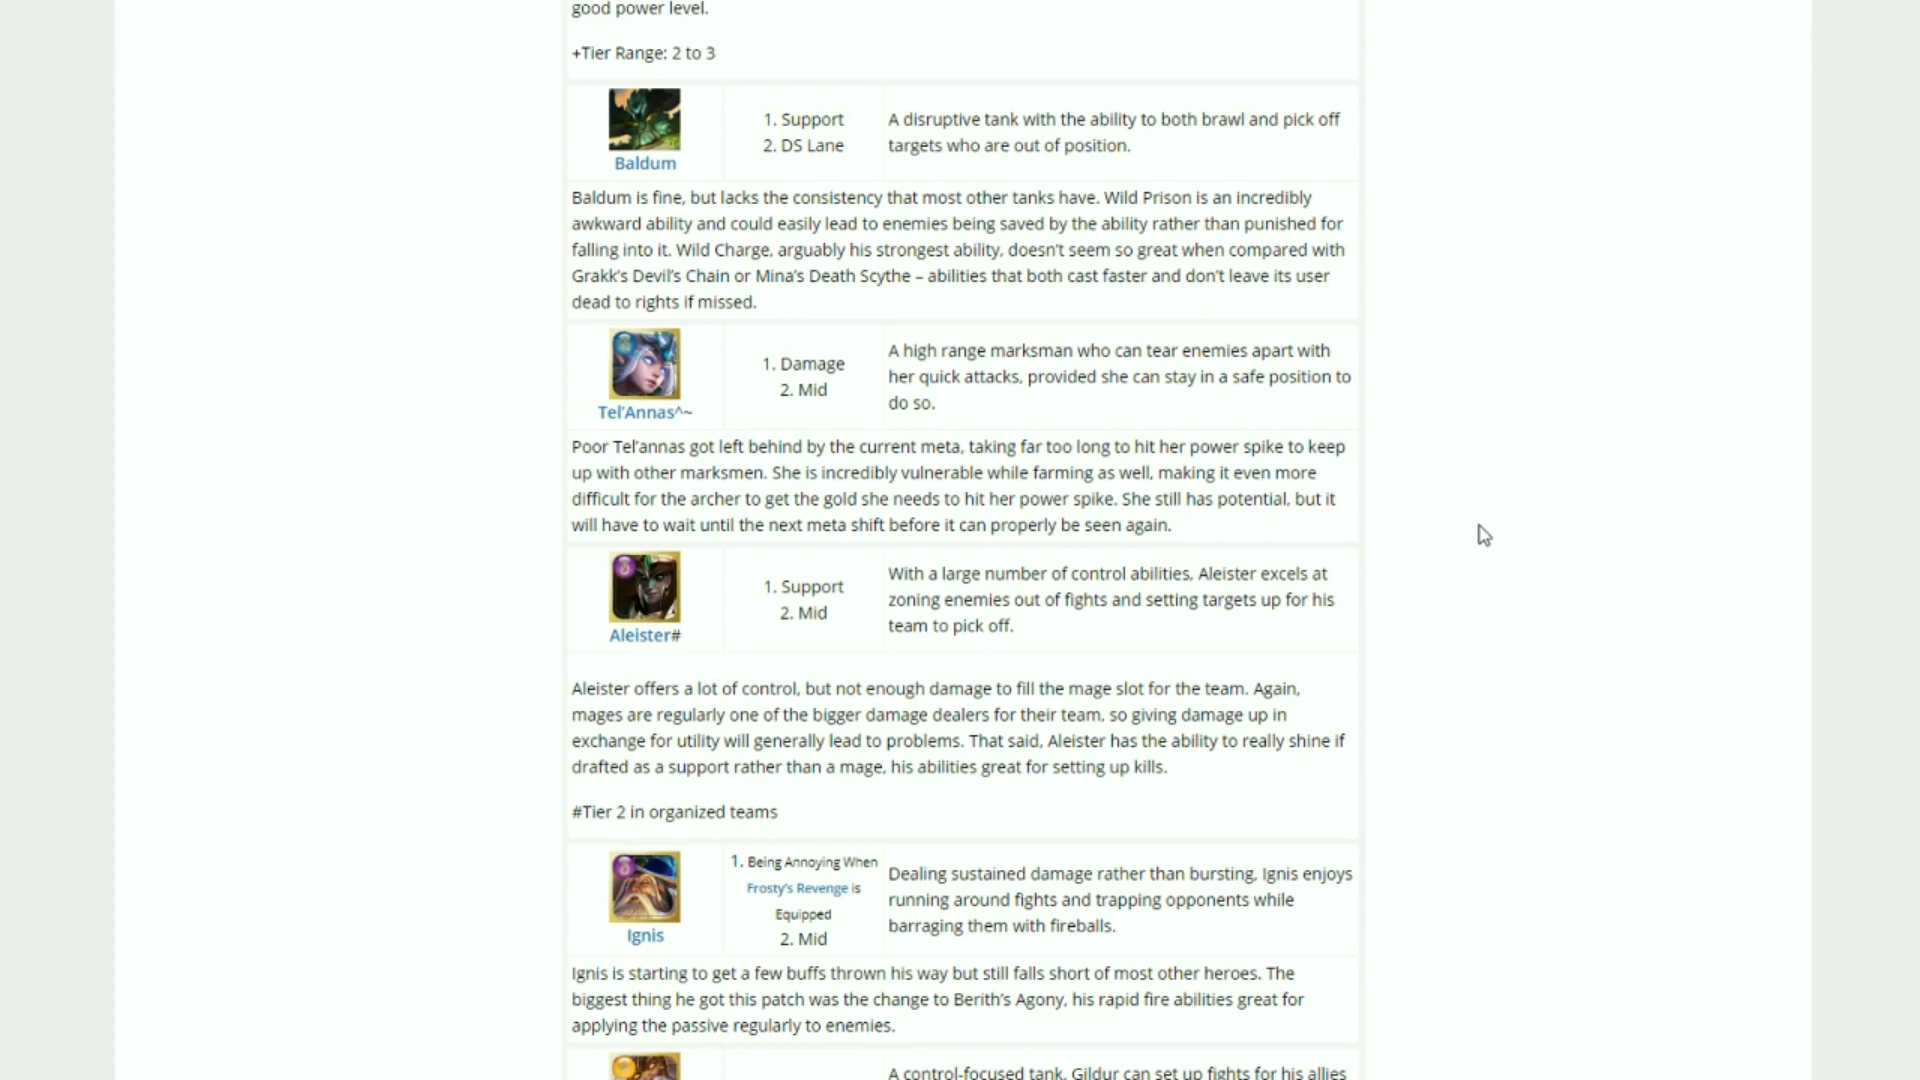 good power level.
+Tier Range: 2 to 3
Baldum
1. Support
2. DS Lane
A disruptive tank with the ability to both brawl and pick off
targets who are out of position.
Baldum is fine, but lacks the consistency that most other tanks have. Wild Prison is an incredibly
awkward ability and could easily lead to enemies being saved by the ability rather than punished for
falling into it. Wild Charge, arguably his strongest ability, doesn't seem so great when compared with
Grakk's Devil's Chain or Mina's Death Scythe – abilities that both cast faster and don't leave its user
dead to rights if missed.
Tel'Annas^~
1. Damage
2. Mid
A high range marksman who can tear enemies apart with
her quick attacks, provided she can stay in a safe position to
do so.
Poor Tel'annas got left behind by the current meta, taking far too long to hit her power spike to keep
up with other marksmen. She is incredibly vulnerable while farming as well, making it even more
difficult for the archer to get the gold she needs to hit her power spike. She still has potential, but it
will have to wait until the next meta shift before it can properly be seen again.
Aleister#
1. Support
2. Mid
With a large number of control abilities, Aleister excels at
zoning enemies out of fights and setting targets up for his
team to pick off.
Aleister offers a lot of control, but not enough damage to fill the mage slot for the team. Again,
mages are regularly one of the bigger damage dealers for their team, so giving damage up in
exchange for utility will generally lead to problems. That said, Aleister has the ability to really shine if
drafted as a support rather than a mage, his abilities great for setting up kills.
#Tier 2 in organized teams
Ignis
1. Being Annoying When
Frosty's Revenge is
Equipped
2. Mid
Dealing sustained damage rather than bursting, Ignis enjoys
running around fights and trapping opponents while
barraging them with fireballs.
Ignis is starting to get a few buffs thrown his way but still falls short of most other heroes. The
biggest thing he got this patch was the change to Berith's Agony, his rapid fire abilities great for
applying the passive regularly to enemies.
A control-focused tank, Gildur can set up fights for his allies